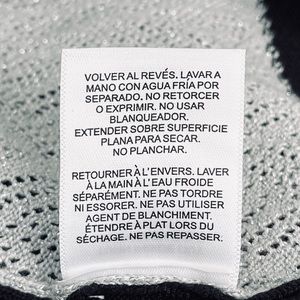 VOLVER AL REVÉS. LAVAR A
MANO CON AGUA FRÍA POR
SEPARADO. NO RETORCER
O EXPRIMIR. NO USAR
BLANQUEADOR.
EXTENDER SOBRE SUPERFICIE
PLANA PARA SECAR.
NO PLANCHAR.
RETOURNER À L'ENVERS. LAVER
À LA MAIN À L'EAU FROIDE
SÉPARÉMENT. NE PAS TORDRE
NI ESSORER. NE PAS UTILISER
AGENT DE BLANCHIMENT.
ÉTENDRE À PLAT LORS DU
SÉCHAGE. NE PAS REPASSER.